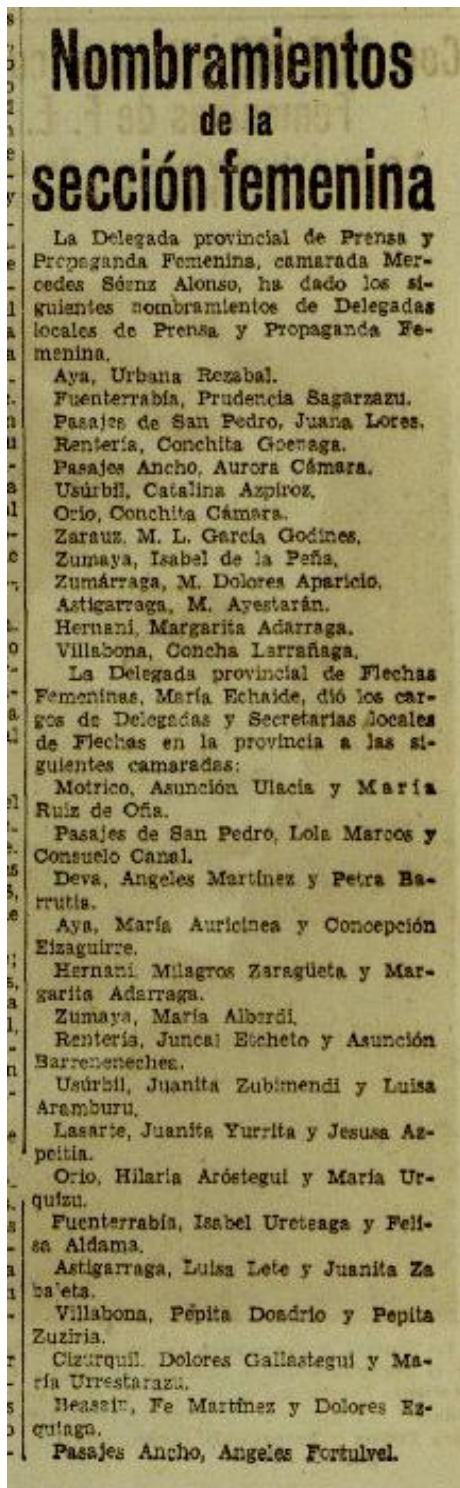 Nombramientos
de la
sección femenina
La Delegada provincial de Prensa y
Propaganda Femenina, camarada Mer-
cedes Sáenz Alonso, ha dado los si-
guientes nombramientos de Delegadas
locales de Prensa y Propaganda Fe-
menina.
Aya, Urbana Rezabal.
Fuenterrabía, Prudencia Sagarzazu.
Pasajes de San Pedro, Juana Lores.
Rentería, Conchita Goenaga.
Pasajes Ancho, Aurora Cámara.
Usúrbil, Catalina Azpiroz,
Orio, Conchita Cámara.
Zarauz, M. L. García Godines,
Zumaya, Isabel de la Peña,
Zumárraga, M. Dolores Aparicio,
Astigarraga, M. Ayestarán.
Hernani, Margarita Adarraga.
Villabona, Concha Larrañaga,
La Delegada provincial de Flechas
Femeninas, María Echaide, dió los car-
gos de Delegadas y Secretarias locales
de Flechas en la provincia a las si-
guientes camaradas:
Motrico, Asunción Ulacia y María
Ruiz de Oña.
Pasajes de San Pedro, Lola Marcos y
Consuelo Canal.
Deva, Angeles Martínez y Petra Ba-
rrutia.
Aya, María Auricinea y Concepción
Eizaguirre.
Hernani, Milagros Zaragüeta y Mar-
garita Adarraga.
Zumaya, María Alberdi,
Rentería, Juncal Etcheto y Asunción
Barreneneches.
Usúrbil, Juanita Zubimendi y Luisa
Aramburu,
Lasarte, Juanita Yurrita y Jesusa Az-
peitia.
Orio, Hilaria Aróstegui y María Ur-
quizu.
Fuenterrabía, Isabel Ureteaga y Feli-
sa Aldama.
Astigarraga, Luisa Lete y Juanita Za
ba'eta.
Villabona, Pepita Doadrio y Pepita
Zuziria.
Cizurquil. Dolores Gallastegui y Ma-
ría Urrestarazu.
Beasain, Fe Martínez y Dolores Ez-
quiaga.
Pasajes Ancho, Angeles Fortulvel.